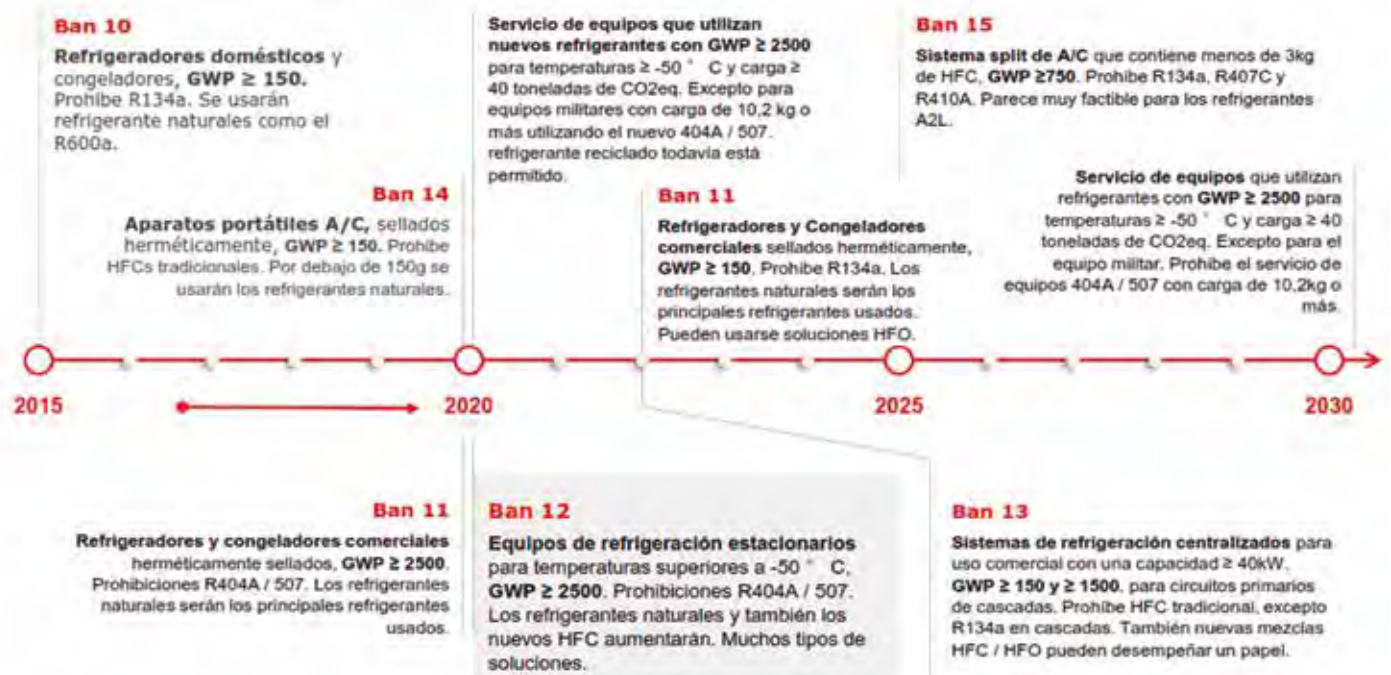 Ban 10
Refrigeradores domésticos y
congeladores, GWP ≥ 150.
Prohibe R134a. Se usarán
refrigerante naturales como el
R600a.
Ban 14
Aparatos portátiles A/C, sellados
herméticamente, GWP ≥ 150. Prohibe
HFCs tradicionales. Por debajo de 150g se
usarán los refrigerantes naturales.
Servicio de equipos que utilizan
nuevos refrigerantes con GWP ≥ 2500
para temperaturas ≥ -50 ° C y carga ≥
40 toneladas de CO2eq. Excepto para
equipos militares con carga de 10,2 kg o
más utilizando el nuevo 404A / 507.
refrigerante reciclado todavía está
permitido.
Ban 11
Refrigeradores y Congeladores
comerciales sellados herméticamente,
GWP ≥ 150. Prohibe R134a. Los
refrigerantes naturales serán los
principales refrigerantes usados.
Pueden usarse soluciones HFO.
Ban 15
Sistema split de A/C que contiene menos de 3kg
de HFC, GWP ≥750. Prohibe R134a, R407C y
R410A. Parece muy factible para los refrigerantes
A2L.
Servicio de equipos que utilizan
refrigerantes con GWP ≥ 2500 para
temperaturas ≥ -50 ° C y carga ≥ 40
toneladas de CO2eq. Excepto para el
equipo militar. Prohibe el servicio de
equipos 404A / 507 con carga de 10,2kg o
más.
2015
2020
2025
2030
Ban 11
Refrigeradores y congeladores comerciales
herméticamente sellados, GWP ≥ 2500.
Prohibiciones R404A / 507. Los refrigerantes
naturales serán los principales refrigerantes
usados.
Ban 12
Equipos de refrigeración estacionarios
para temperaturas superiores a -50 ° C,
GWP ≥ 2500. Prohibiciones R404A / 507.
Los refrigerantes naturales y también los
nuevos HFC aumentarán. Muchos tipos de
soluciones.
Ban 13
Sistemas de refrigeración centralizados para
uso comercial con una capacidad ≥ 40kW.
GWP ≥ 150 y ≥ 1500, para circuitos primarios
de cascadas. Prohibe HFC tradicional, excepto
R134a en cascadas. También nuevas mezclas
HFC / HFO pueden desempeñar un papel.